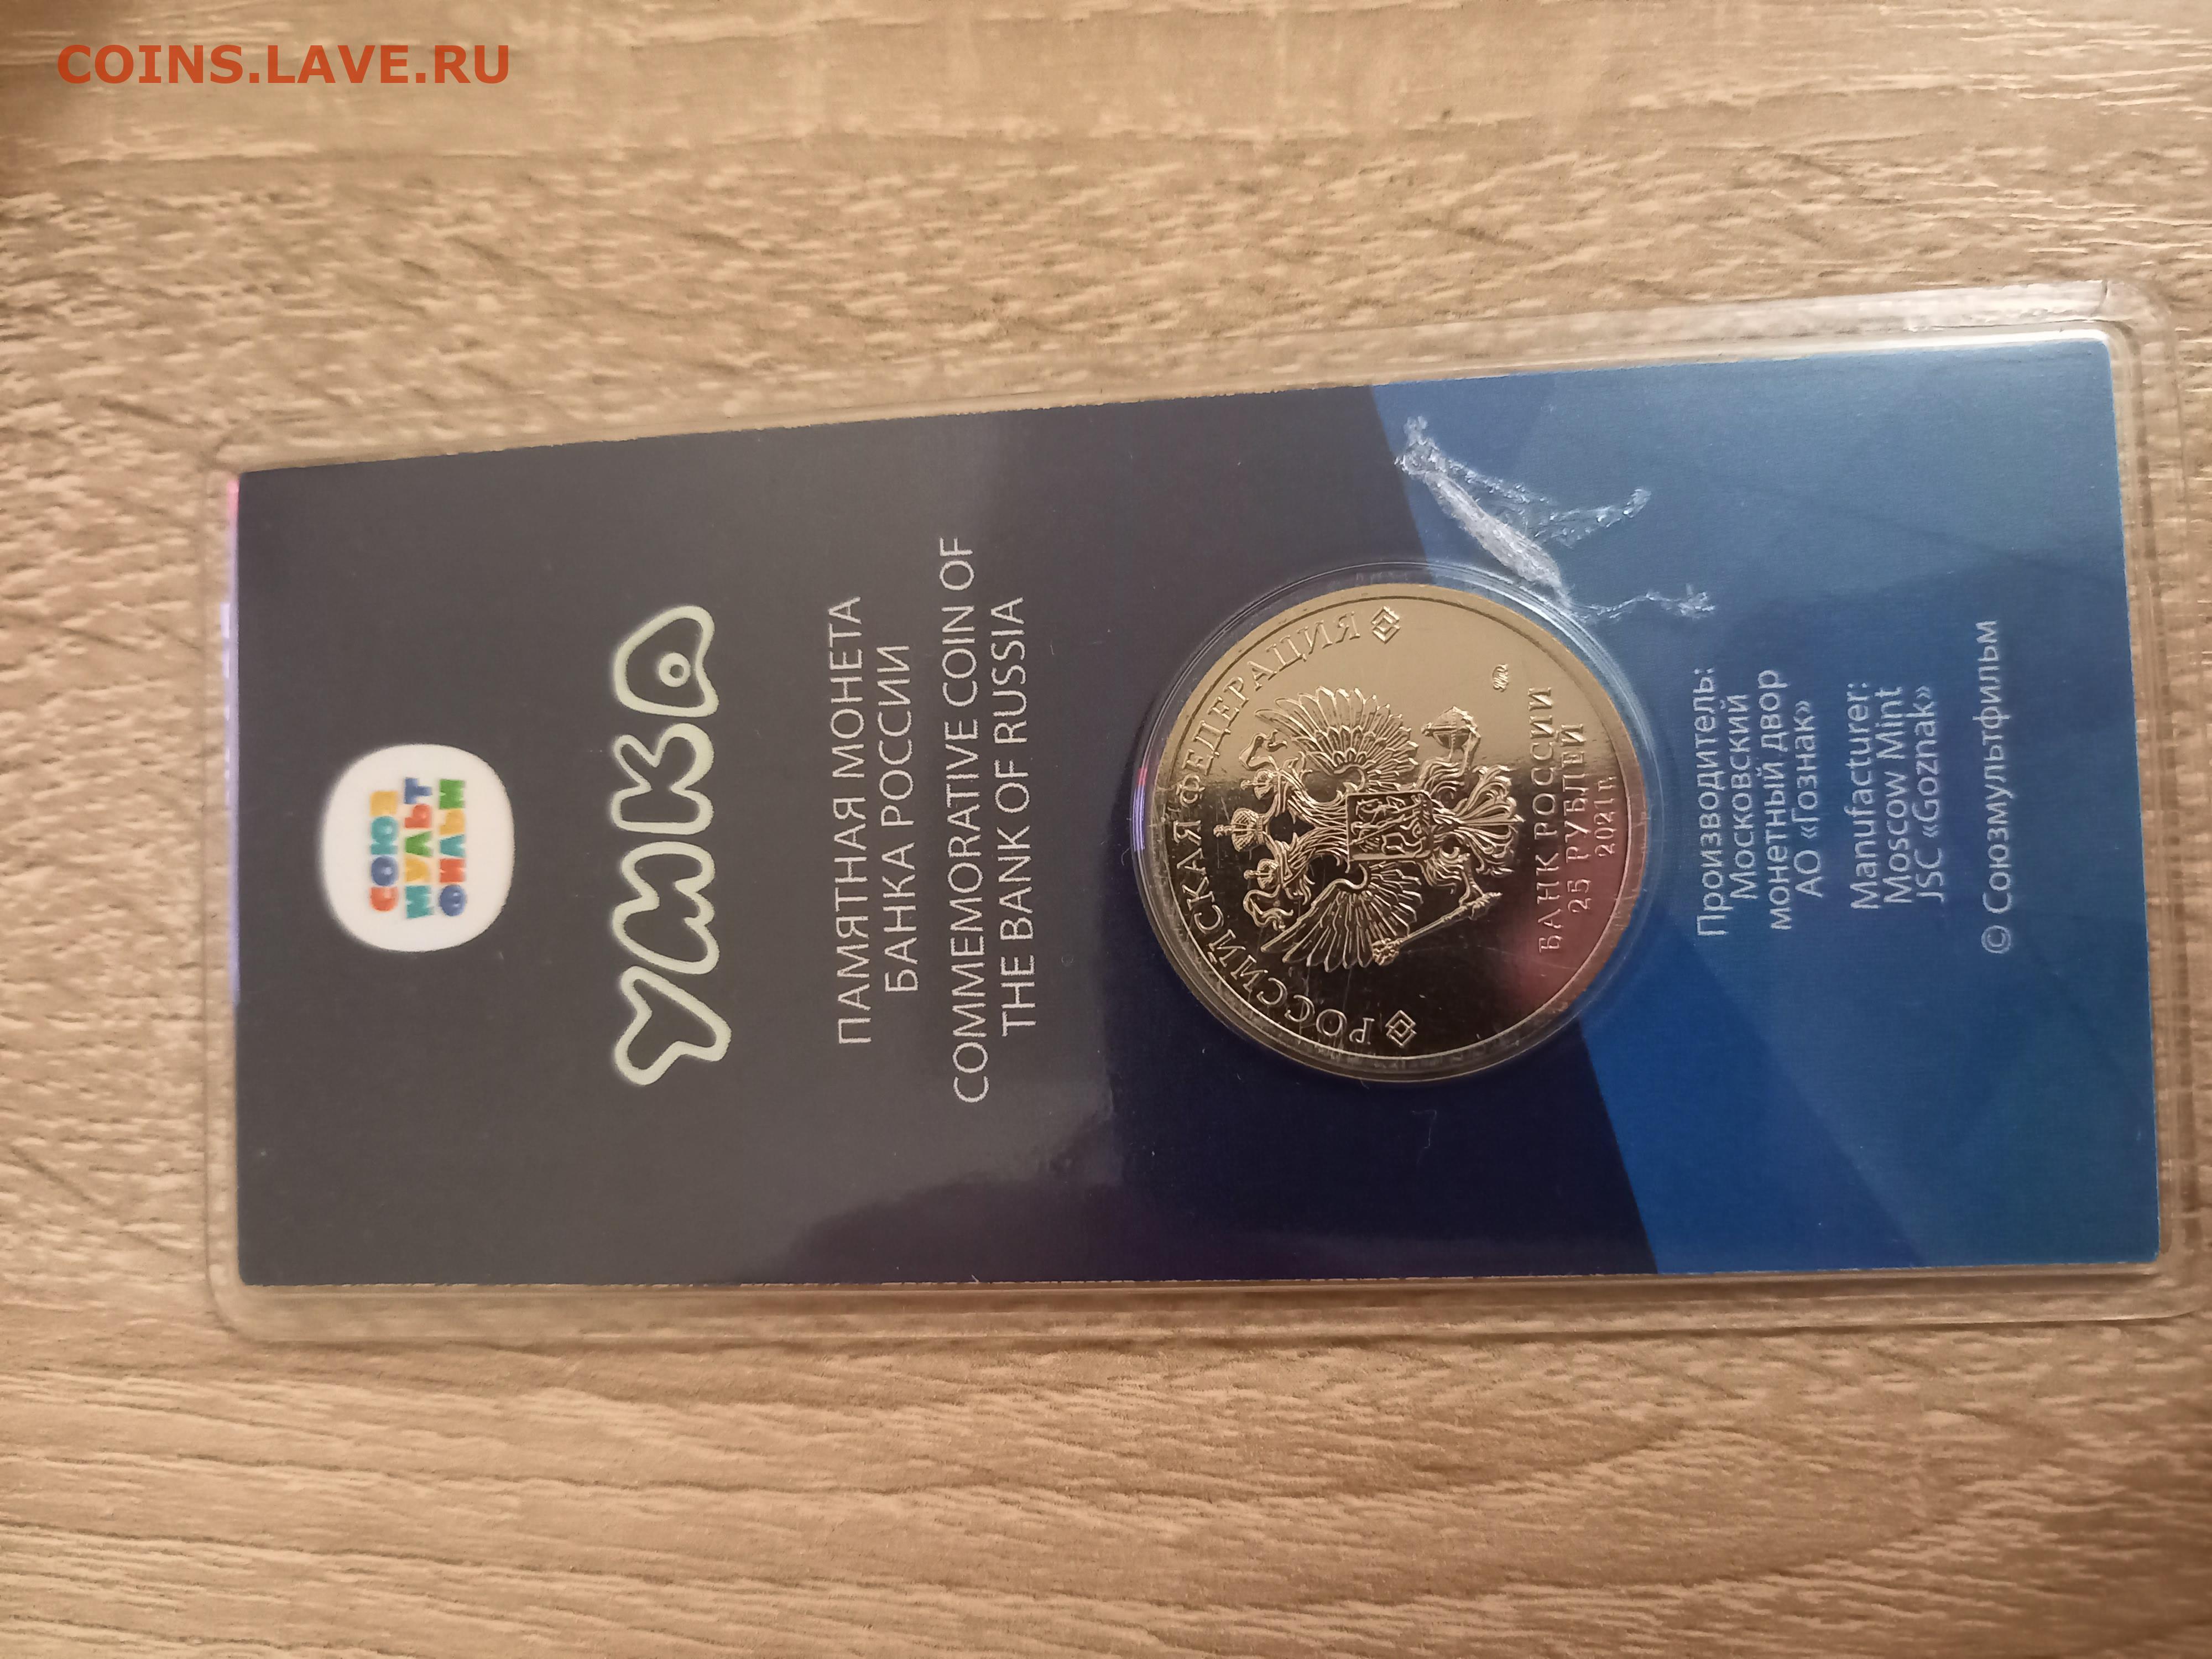 COINS.LAVE.RU
СОЮЗ
МУЛЬТ
ФИЛЬМ
УМКА
ПАМЯТНАЯ МОНЕТА
БАНКА РОССИИ
COMMEMORATIVE COIN OF
THE BANK OF RUSSIA
РОССИЙСКАЯ ФЕДЕРАЦИЯ
БАНК РОССИИ
25 РУБЛЕЙ
2021 г.
Производитель:
Московский
монетный двор
АО «Гознак»
Manufacturer:
Moscow Mint
JSC «Goznak»
© Союзмультфильм